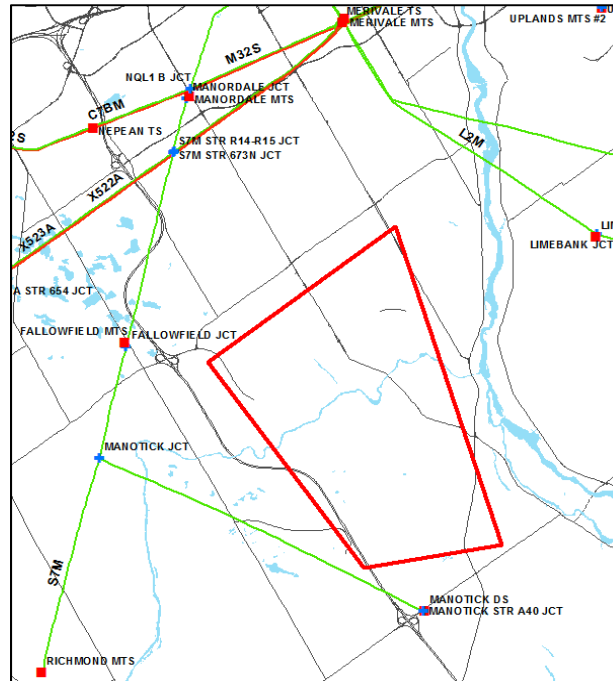 MERIVALE TS
MERIVALE MTS
UPLANDS MTS #2
M32S
NQL1 B JCT
MANORDALE JCT
MANORDALE MTS
C7BM
NEPEAN TS
2S
S7M STR R14-R15 JCT
S7M STR 673N JCT
L2M
X522A
X523A
LIM
LIMEBANK JCT
A STR 654 JCT
FALLOWFIELD MTS
FALLOWFIELD JCT
MANOTICK JCT
S7M
MANOTICK DS
MANOTICK STR A40 JCT
RICHMOND MTS